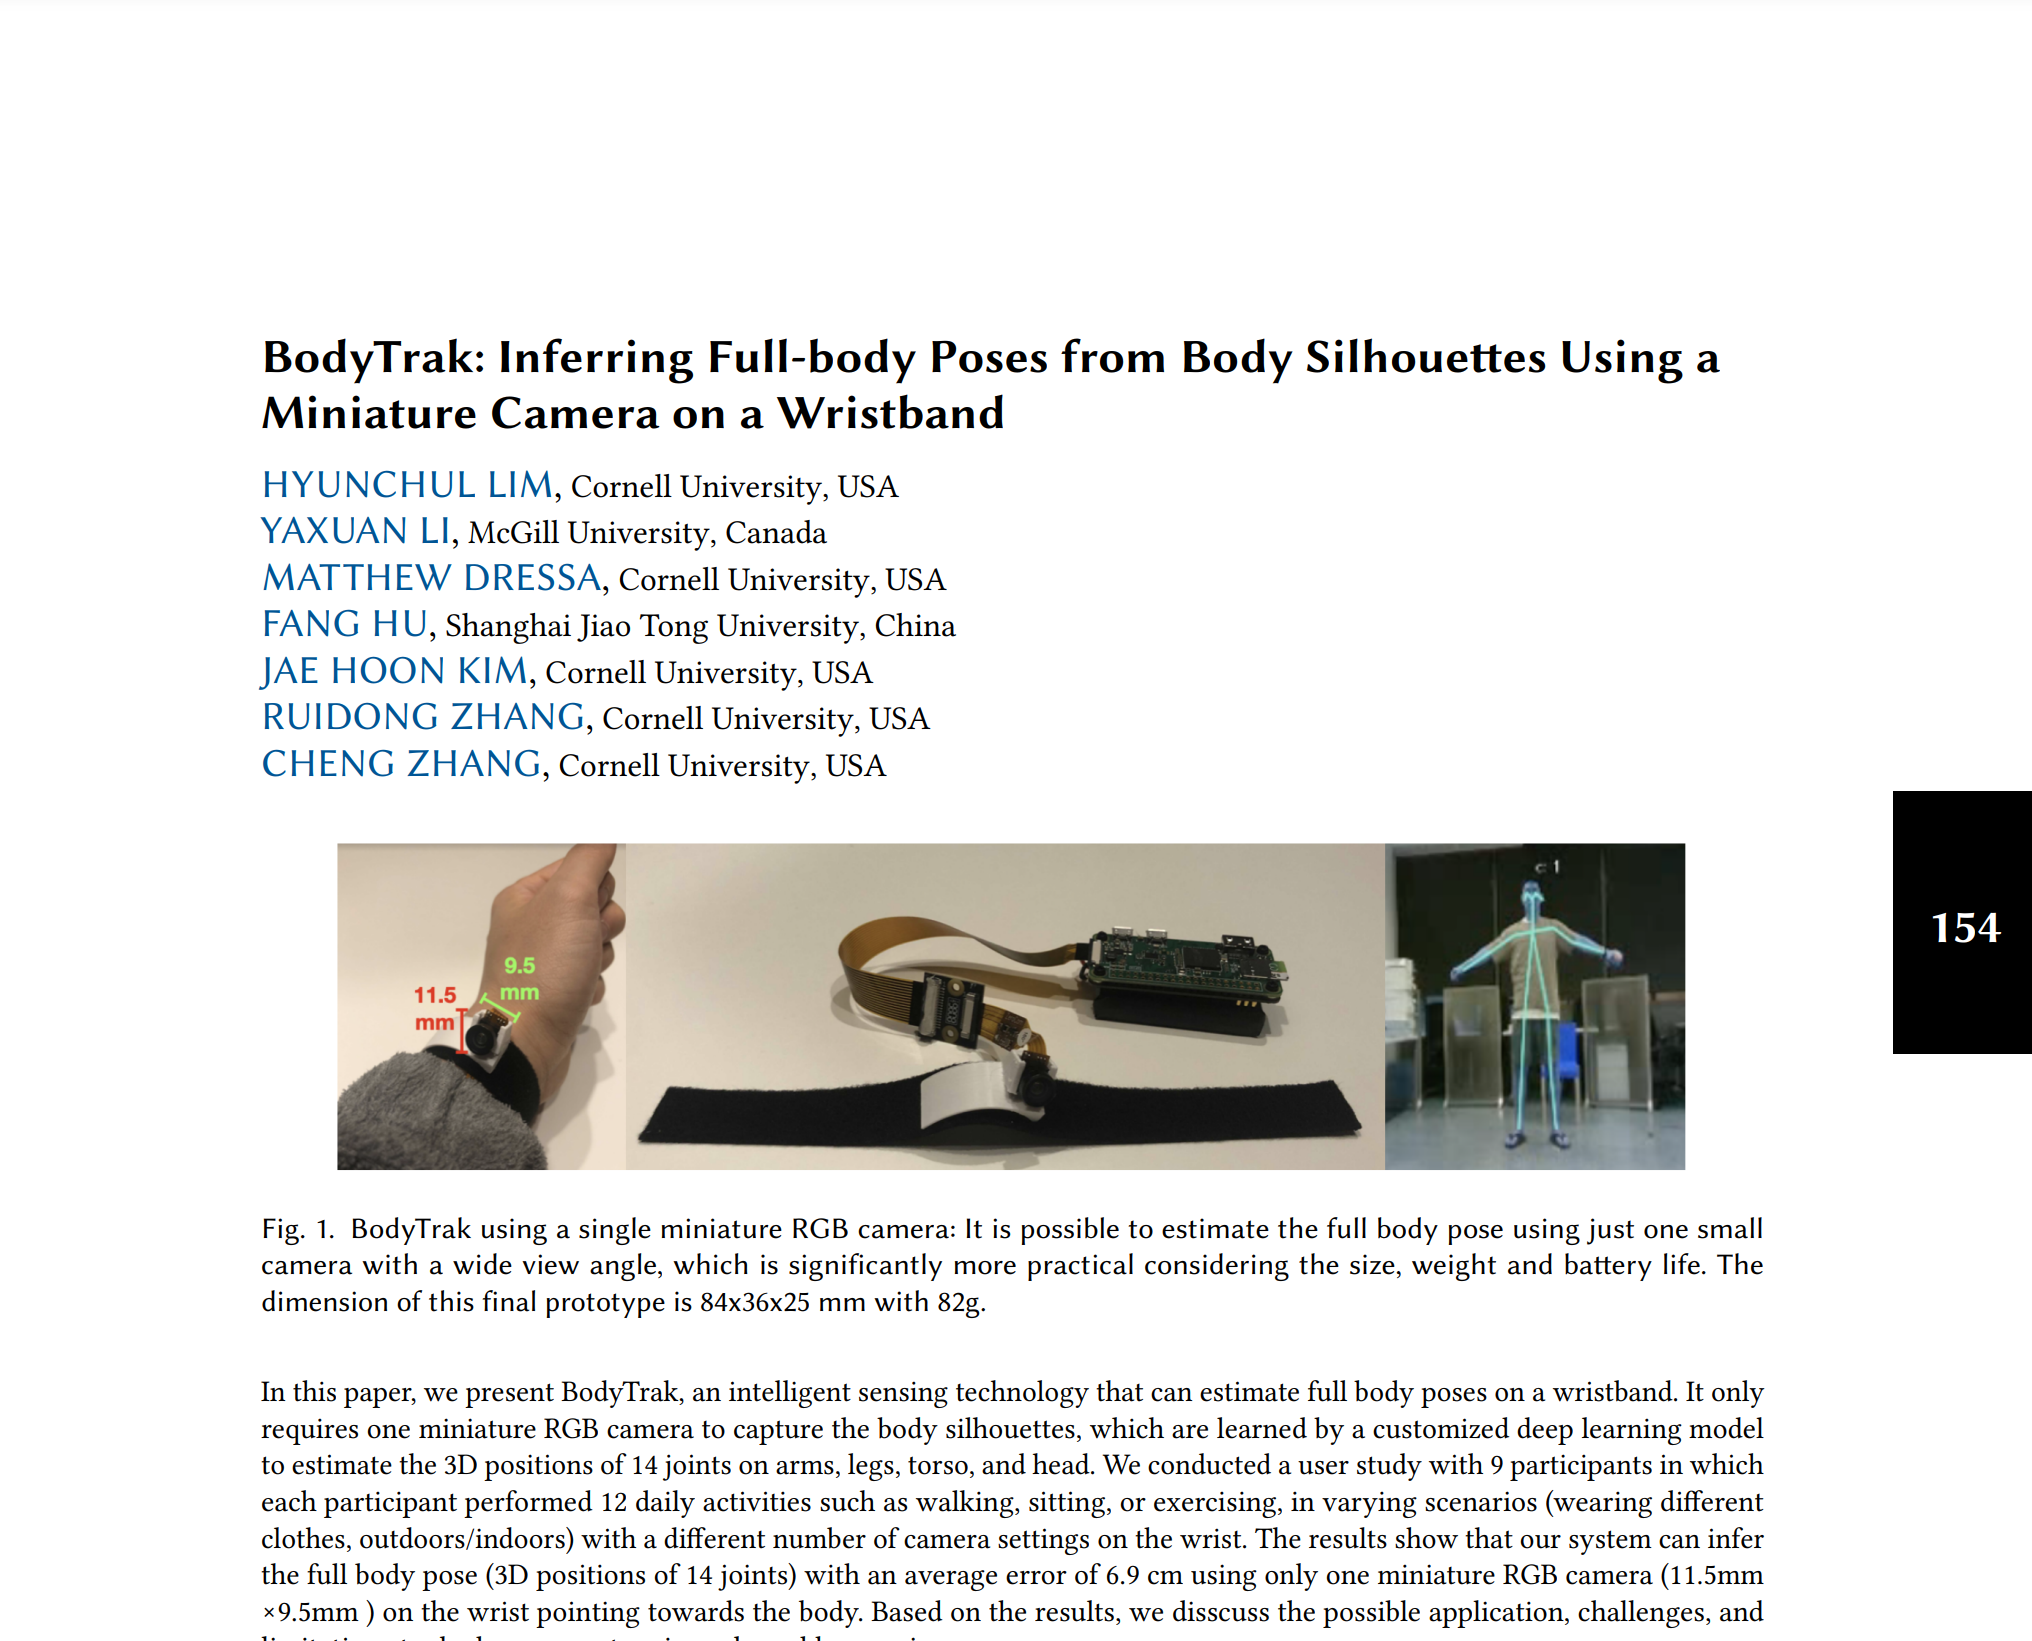 BodyTrak: Inferring Full-body Poses from Body Silhouettes Using a
Miniature Camera on a Wristband
HYUNCHUL LIM, Cornell University, USA
YAXUAN LI, McGill University, Canada
MATTHEW DRESSA, Cornell University, USA
FANG HU, Shanghai Jiao Tong University, China
JAE HOON KIM, Cornell University, USA
RUIDONG ZHANG, Cornell University, USA
CHENG ZHANG, Cornell University, USA
154
9.5
mm
11.5
mm
Fig. 1. BodyTrak using a single miniature RGB camera: It is possible to estimate the full body pose using just one small
camera with a wide view angle, which is significantly more practical considering the size, weight and battery life. The
dimension of this final prototype is 84x36x25 mm with 82g.
In this paper, we present BodyTrak, an intelligent sensing technology that can estimate full body poses on a wristband. It only
requires one miniature RGB camera to capture the body silhouettes, which are learned by a customized deep learning model
to estimate the 3D positions of 14 joints on arms, legs, torso, and head. We conducted a user study with 9 participants in which
each participant performed 12 daily activities such as walking, sitting, or exercising, in varying scenarios (wearing different
clothes, outdoors/indoors) with a different number of camera settings on the wrist. The results show that our system can infer
the full body pose (3D positions of 14 joints) with an average error of 6.9 cm using only one miniature RGB camera (11.5mm
×9.5mm ) on the wrist pointing towards the body. Based on the results, we disscuss the possible application, challenges, and